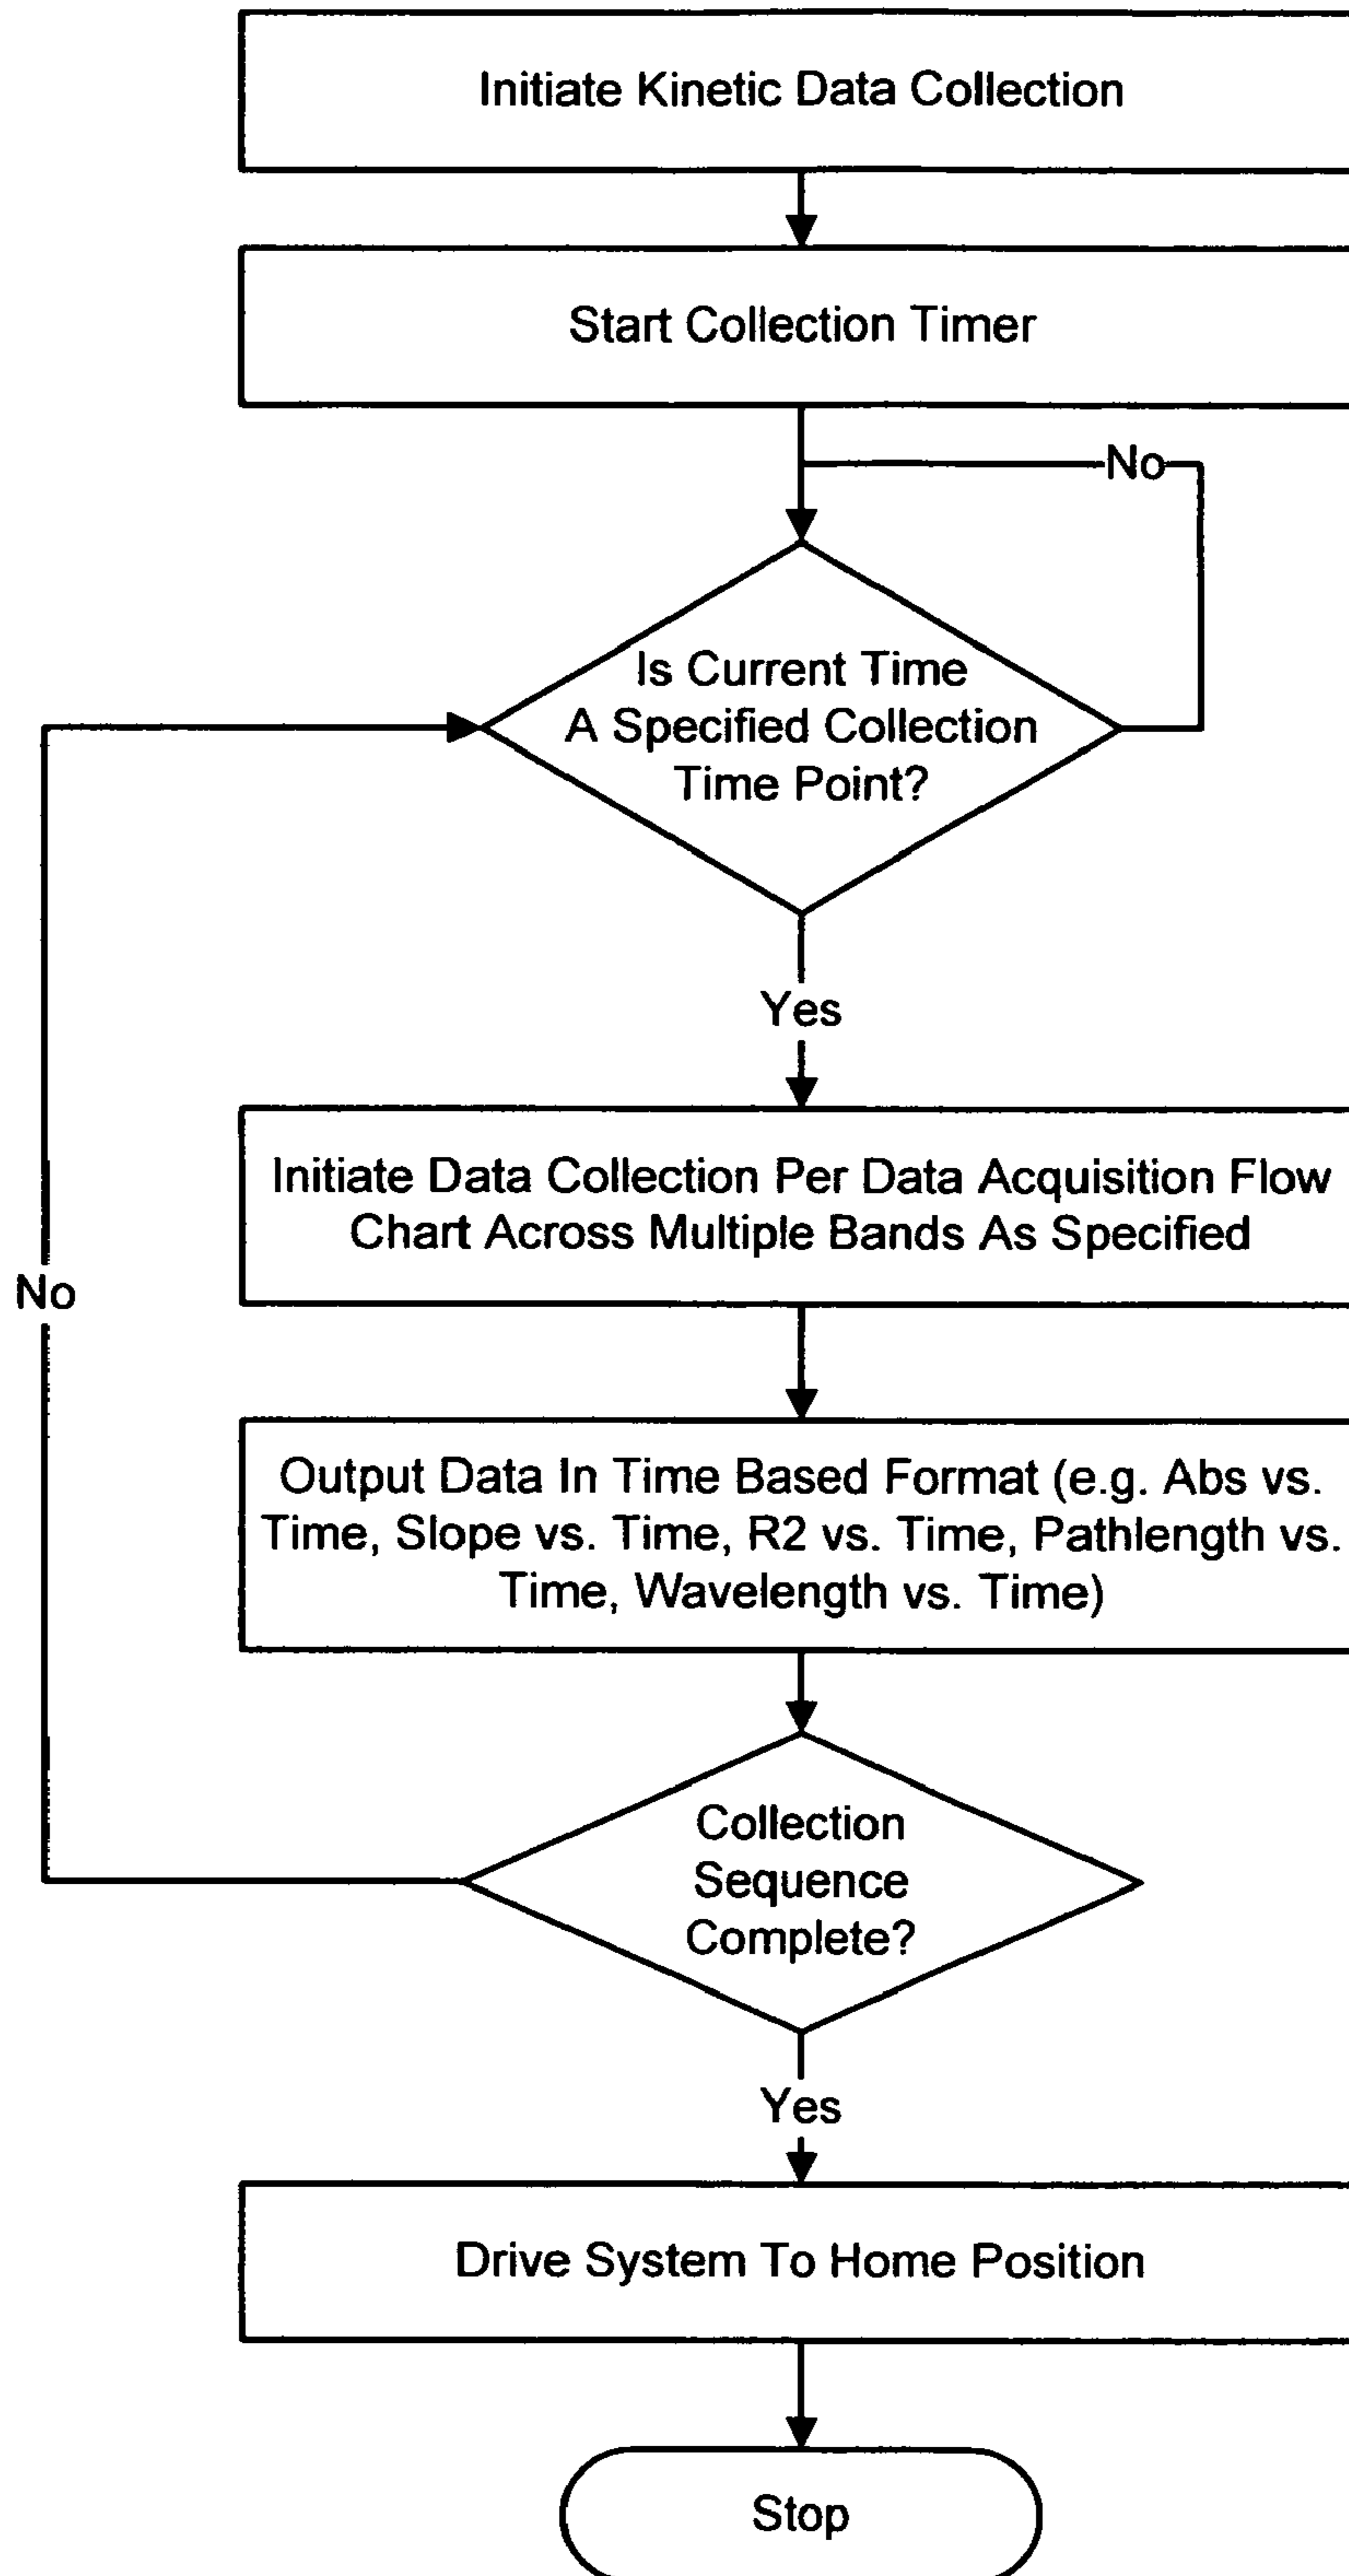 Initiate Kinetic Data Collection
Start Collection Timer
No
Is Current Time
A Specified Collection
Time Point?
Yes
Initiate Data Collection Per Data Acquisition Flow
Chart Across Multiple Bands As Specified
No
Output Data In Time Based Format (e.g. Abs vs.
Time, Slope vs. Time, R2 vs. Time, Pathlength vs.
Time, Wavelength vs. Time)
Collection
Sequence
Complete?
Yes
Drive System To Home Position
Stop